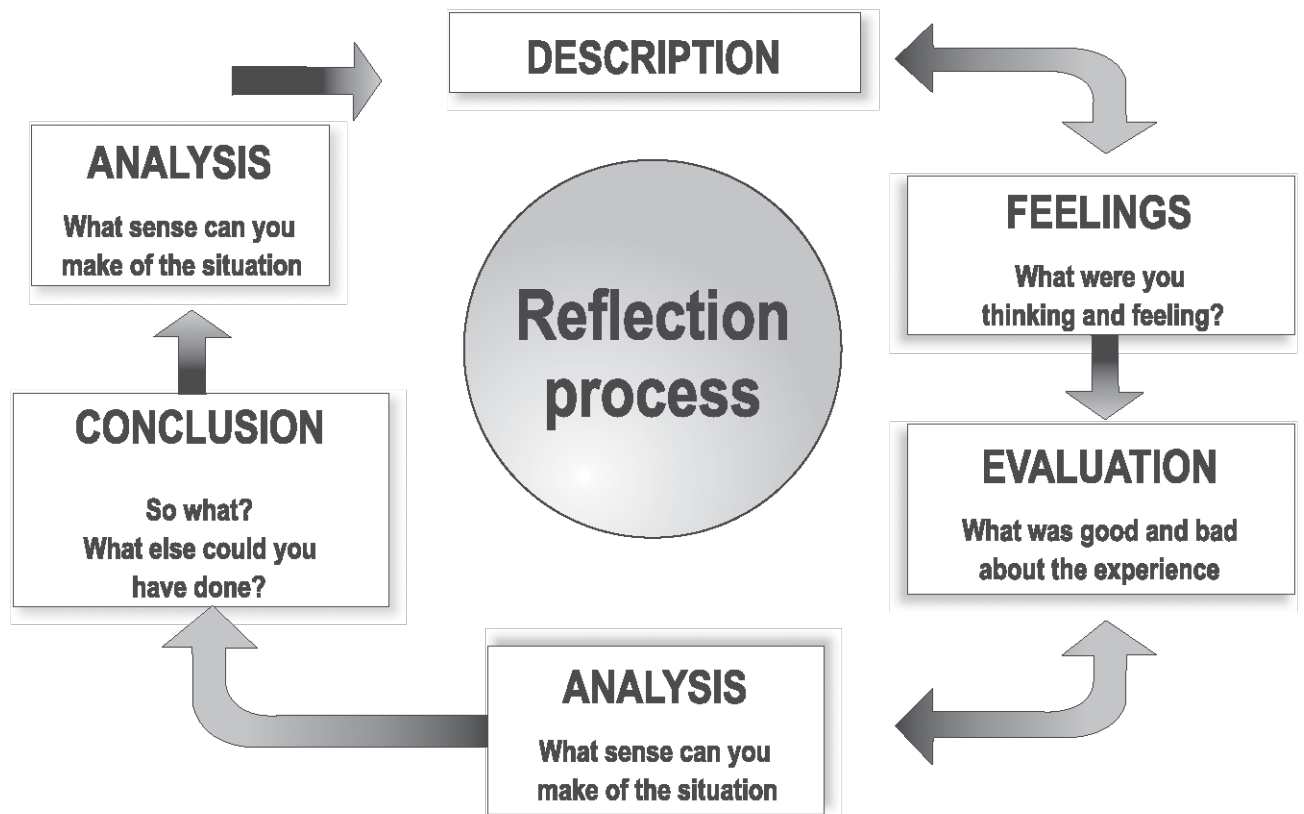 DESCRIPTION
FEELINGS
What were you
thinking and feeling?
EVALUATION
What was good and bad
about the experience
ANALYSIS
What sense can you
make of the situation
CONCLUSION
So what?
What else could you
have done?
ANALYSIS
What sense can you
make of the situation
Reflection
process